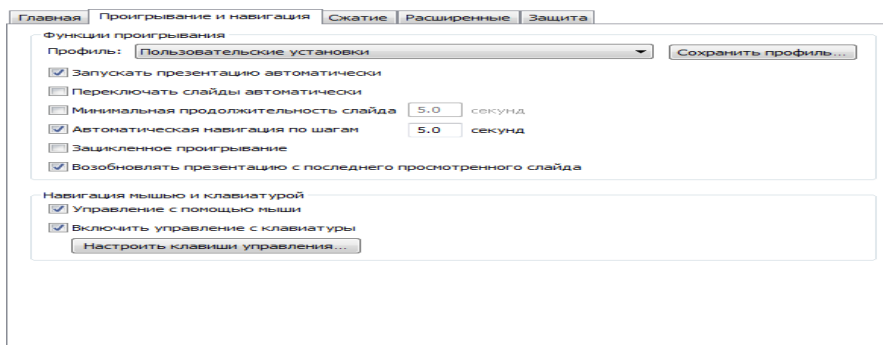 Главная Проигрывание и навигация Сжатие Расширенные Защита
Функции проигрывания
Профиль: Пользовательские установки Сохранить профиль...
Запускать презентацию автоматически
Переключать слайды автоматически
Минимальная продолжительность слайда 5.0 секунд
Автоматическая навигация по шагам 5.0 секунд
Зацикленное проигрывание
Возобновлять презентацию с последнего просмотренного слайда
Навигация мышью и клавиатурой
Управление с помощью мыши
Включить управление с клавиатуры
Настроить клавиши управления...